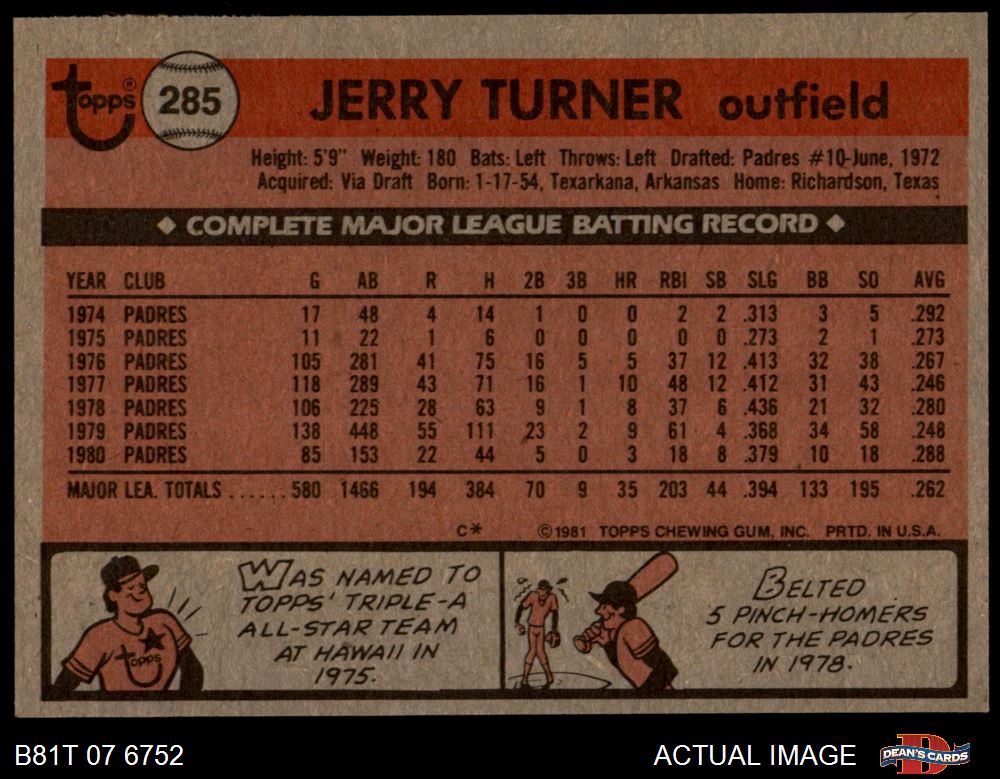 topps® 285 JERRY TURNER outfield
Height: 5'9" Weight: 180 Bats: Left Throws: Left Drafted: Padres #10-June, 1972
Acquired: Via Draft Born: 1-17-54, Texarkana, Arkansas Home: Richardson, Texas
◆ COMPLETE MAJOR LEAGUE BATTING RECORD ◆
YEAR CLUB G AB R H 2B 3B HR RBI SB SLG BB SO AVG
1974 PADRES 17 48 4 14 1 0 0 2 2 .313 3 5 .292
1975 PADRES 11 22 1 6 0 0 0 0 0 .273 2 1 .273
1976 PADRES 105 281 41 75 16 5 5 37 12 .413 32 38 .267
1977 PADRES 118 289 43 71 16 1 10 48 12 .412 31 43 .246
1978 PADRES 106 225 28 63 9 1 8 37 6 .436 21 32 .280
1979 PADRES 138 448 55 111 23 2 9 61 4 .368 34 58 .248
1980 PADRES 85 153 22 44 5 0 3 18 8 .379 10 18 .288
MAJOR LEA. TOTALS ...... 580 1466 194 384 70 9 35 203 44 .394 133 195 .262
C* ©1981 TOPPS CHEWING GUM, INC. PRTD. IN U.S.A.
topps
WAS NAMED TO
TOPPS' TRIPLE-A
ALL-STAR TEAM
AT HAWAII IN
1975.
BELTED
5 PINCH-HOMERS
FOR THE PADRES
IN 1978.
B81T 07 6752 ACTUAL IMAGE DEAN'S CARDS